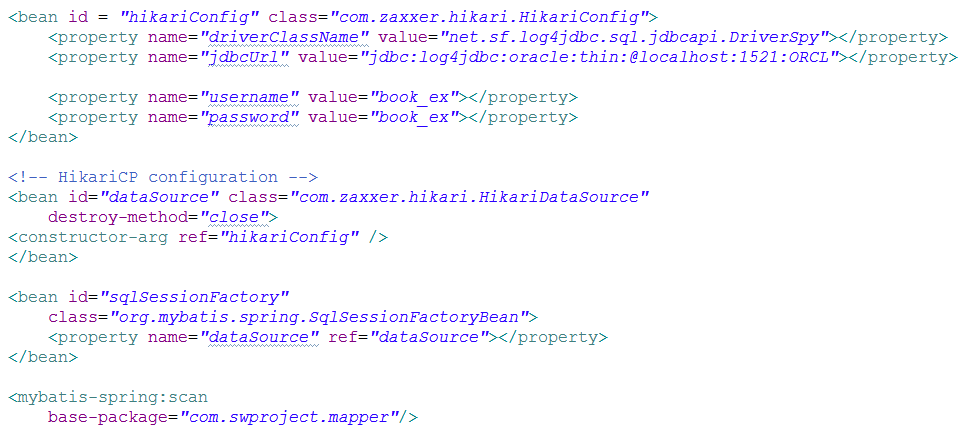 <bean id = "hikariConfig" class="com.zaxxer.hikari.HikariConfig">
    <property name="driverClassName" value="net.sf.log4jdbc.sql.jdbcapi.DriverSpy"></property>
    <property name="jdbcUrl" value="jdbc:log4jdbc:oracle:thin:@localhost:1521:ORCL"></property>

    <property name="username" value="book_ex"></property>
    <property name="password" value="book_ex"></property>
</bean>

<!-- HikariCP configuration -->
<bean id="dataSource" class="com.zaxxer.hikari.HikariDataSource"
    destroy-method="close">
<constructor-arg ref="hikariConfig" />
</bean>

<bean id="sqlSessionFactory"
    class="org.mybatis.spring.SqlSessionFactoryBean">
    <property name="dataSource" ref="dataSource"></property>
</bean>

<mybatis-spring:scan
    base-package="com.swproject.mapper"/>